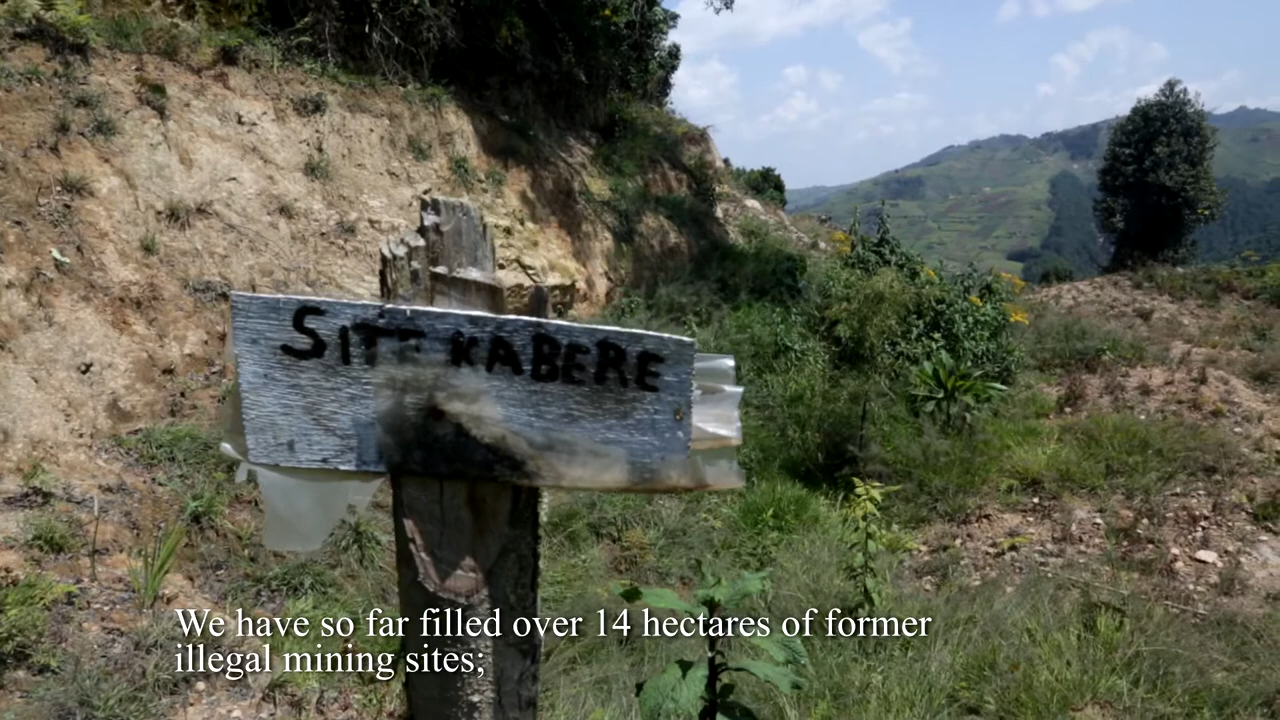 SITE KABERE
We have so far filled over 14 hectares of former
illegal mining sites;